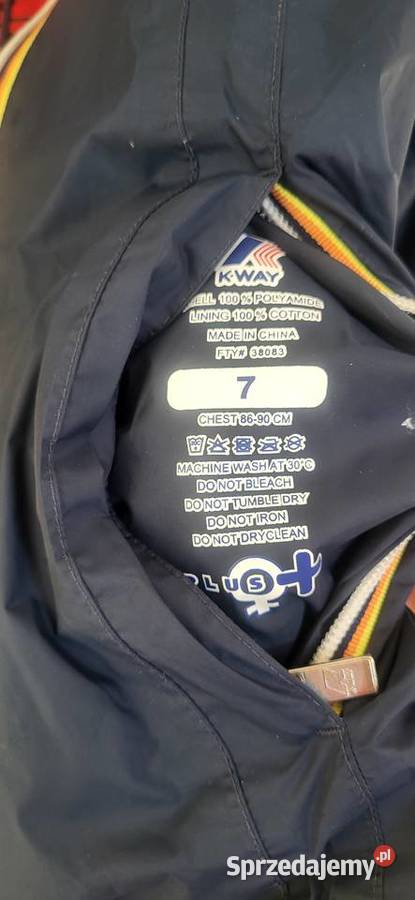 K-WAY
100 % POLYAMIDE
LINING 100 % COTTON
MADE IN CHINA
FTY# 38083
7
CHEST 86-90 CM
MACHINE WASH AT 30°C
DO NOT BLEACH
DO NOT TUMBLE DRY
DO NOT IRON
DO NOT DRYCLEAN
PLUS+
Sprzedajemy.pl